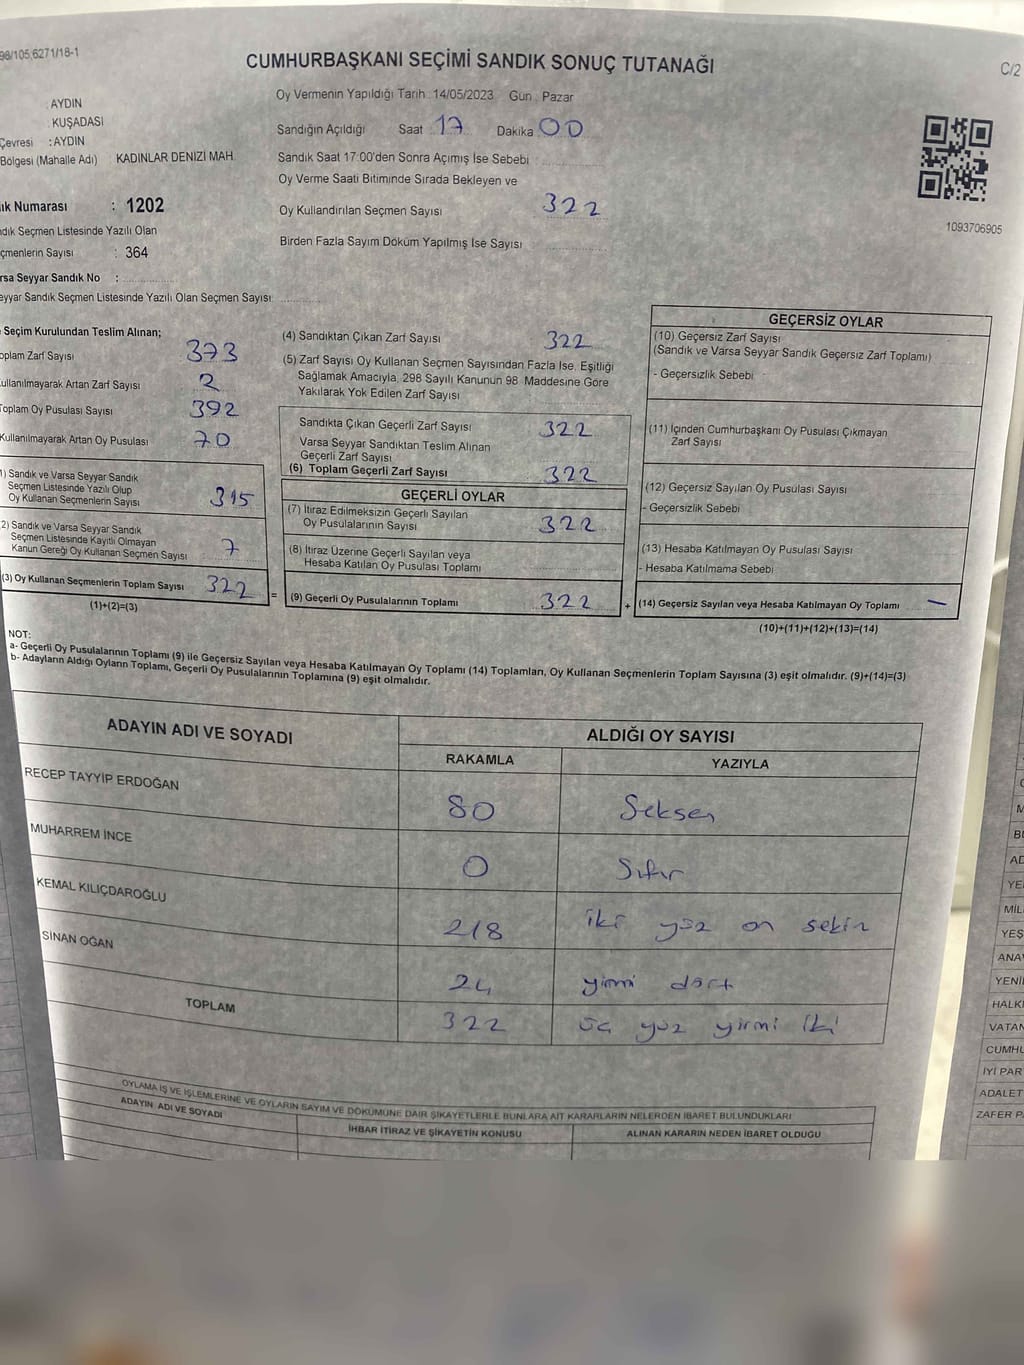 98/105,6271/18-1
CUMHURBAŞKANI SEÇİMİ SANDIK SONUÇ TUTANAĞI
C/2
Oy Vermenin Yapıldığı Tarih : 14/05/2023 Gün : Pazar
: AYDIN
: KUŞADASI
Çevresi : AYDIN
Bölgesi (Mahalle Adı) KADINLAR DENİZİ MAH.
Sandığın Açıldığı Saat 17 Dakika 00
Sandık Saat 17:00'den Sonra Açımış İse Sebebi :
Oy Verme Saati Bitiminde Sırada Bekleyen ve
Oy Kullandırılan Seçmen Sayısı 322
Birden Fazla Sayım Döküm Yapılmış İse Sayısı
1093706905
ık Numarası : 1202
ndık Seçmen Listesinde Yazılı Olan
çmenlerin Sayısı : 364
rsa Seyyar Sandık No :
eyyar Sandık Seçmen Listesinde Yazılı Olan Seçmen Sayısı
Seçim Kurulundan Teslim Alınan;
oplam Zarf Sayısı 373
ullanılmayarak Artan Zarf Sayısı 2
Toplam Oy Pusulası Sayısı 392
Kullanılmayarak Artan Oy Pusulası 70
1) Sandık ve Varsa Seyyar Sandık
Seçmen Listesinde Yazılı Olup
Oy Kullanan Seçmenlerin Sayısı 315
2) Sandık ve Varsa Seyyar Sandık
Seçmen Listesinde Kayıtlı Olmayan
Kanun Gereği Oy Kullanan Seçmen Sayısı 7
(3) Oy Kullanan Seçmenlerin Toplam Sayısı 322
(1)+(2)=(3)
(4) Sandıktan Çıkan Zarf Sayısı 322
(5) Zarf Sayısı Oy Kullanan Seçmen Sayısından Fazla İse, Eşitliği
Sağlamak Amacıyla, 298 Sayılı Kanunun 98. Maddesine Göre
Yakılarak Yok Edilen Zarf Sayısı
Sandıkta Çıkan Geçerli Zarf Sayısı 322
Varsa Seyyar Sandıktan Teslim Alınan
Geçerli Zarf Sayısı
(6) Toplam Geçerli Zarf Sayısı 322
GEÇERLİ OYLAR
(7) İtiraz Edilmeksizin Geçerli Sayılan
Oy Pusulalarının Sayısı 322
(8) İtiraz Üzerine Geçerli Sayılan veya
Hesaba Katılan Oy Pusulası Toplamı
= (9) Geçerli Oy Pusulalarının Toplamı 322
GEÇERSİZ OYLAR
(10) Geçersiz Zarf Sayısı
(Sandık ve Varsa Seyyar Sandık Geçersiz Zarf Toplamı)
- Geçersizlik Sebebi
(11) İçinden Cumhurbaşkanı Oy Pusulası Çıkmayan
Zarf Sayısı
(12) Geçersiz Sayılan Oy Pusulası Sayısı
- Geçersizlik Sebebi
(13) Hesaba Katılmayan Oy Pusulası Sayısı
- Hesaba Katılmama Sebebi
+ (14) Geçersiz Sayılan veya Hesaba Katılmayan Oy Toplamı —
(10)+(11)+(12)+(13)=(14)
NOT:
a- Geçerli Oy Pusulalarının Toplamı (9) ile Geçersiz Sayılan veya Hesaba Katılmayan Oy Toplamı (14) Toplamları, Oy Kullanan Seçmenlerin Toplam Sayısına (3) eşit olmalıdır. (9)+(14)=(3)
b- Adayların Aldığı Oyların Toplamı, Geçerli Oy Pusulalarının Toplamına (9) eşit olmalıdır.
ADAYIN ADI VE SOYADI ALDIĞI OY SAYISI
RAKAMLA YAZIYLA
RECEP TAYYİP ERDOĞAN 80 Seksen
MUHARREM İNCE 0 Sıfır
KEMAL KILIÇDAROĞLU 218 iki yüz on sekiz
SİNAN OĞAN 24 yirmi dört
TOPLAM 322 üç yüz yirmi iki
OYLAMA İŞ VE İŞLEMLERİNE VE OYLARIN SAYIM VE DÖKÜMÜNE DAİR ŞİKAYETLERLE BUNLARA AİT KARARLARIN NELERDEN İBARET BULUNDUKLARI
ADAYIN ADI VE SOYADI İHBAR İTİRAZ VE ŞİKAYETİN KONUSU ALINAN KARARIN NEDEN İBARET OLDUĞU
M
B
AD
YE
MİL
YEŞ
ANA
YENİ
HALK
VATAN
CUMHU
İYİ PAR
ADALET
ZAFER P